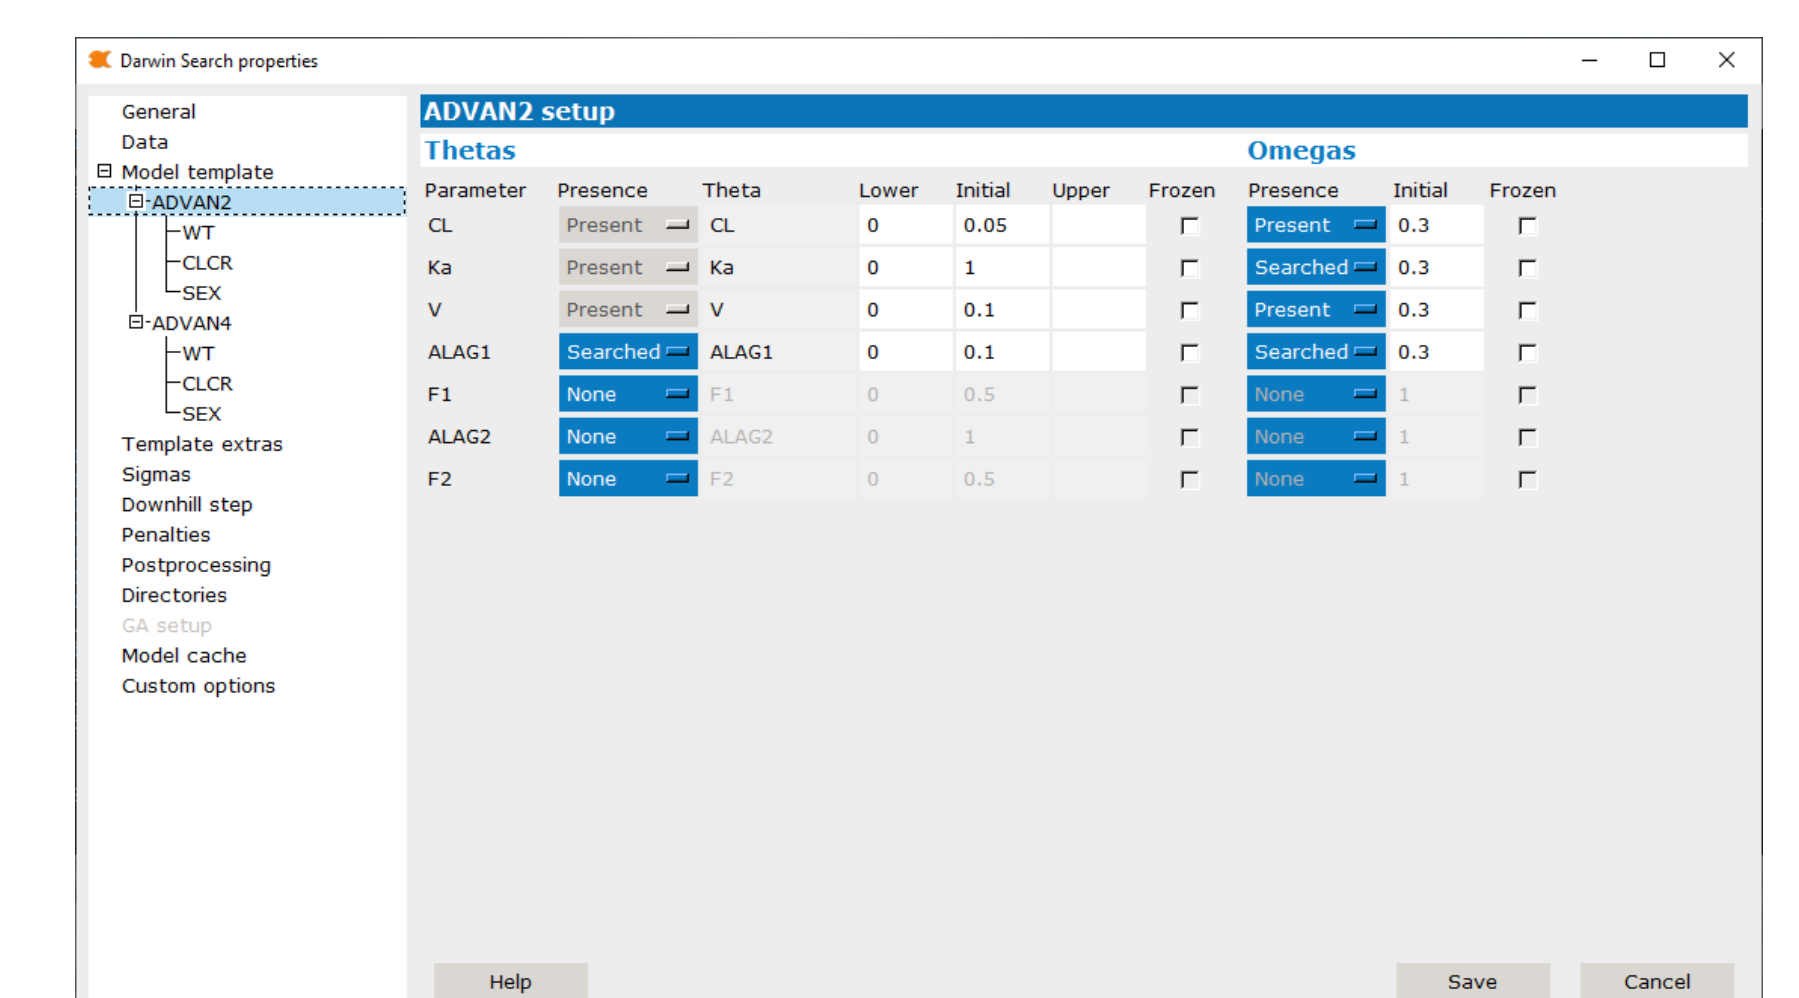 Darwin Search properties
General
Data
Model template
ADVAN2
WT
CLCR
SEX
ADVAN4
WT
CLCR
SEX
Template extras
Sigmas
Downhill step
Penalties
Postprocessing
Directories
GA setup
Model cache
Custom options
ADVAN2 setup
Thetas Omegas
Parameter Presence Theta Lower Initial Upper Frozen Presence Initial Frozen
CL Present CL 0 0.05 Present 0.3
Ka Present Ka 0 1 Searched 0.3
V Present V 0 0.1 Present 0.3
ALAG1 Searched ALAG1 0 0.1 Searched 0.3
F1 None F1 0 0.5 None 1
ALAG2 None ALAG2 0 1 None 1
F2 None F2 0 0.5 None 1
Help Save Cancel